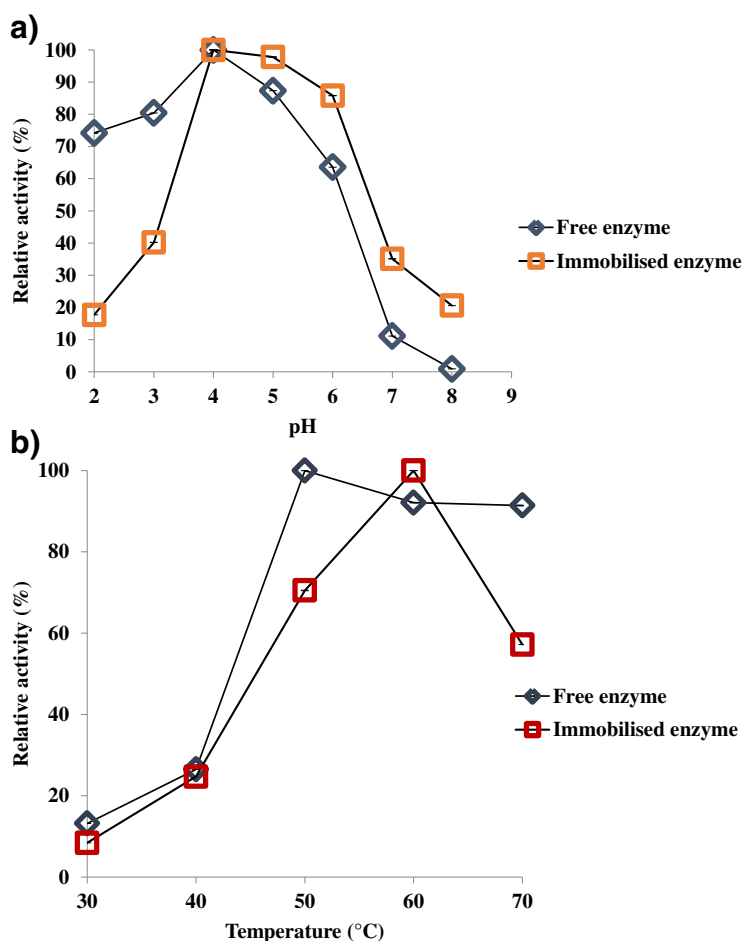 a)
100
90
80
70
60
50
40
30
20
10
0
Relative activity (%)
2 3 4 5 6 7 8 9
pH
Free enzyme
Immobilised enzyme
b)
100
80
60
40
20
0
Relative activity (%)
30 40 50 60 70
Temperature (°C)
Free enzyme
Immobilised enzyme